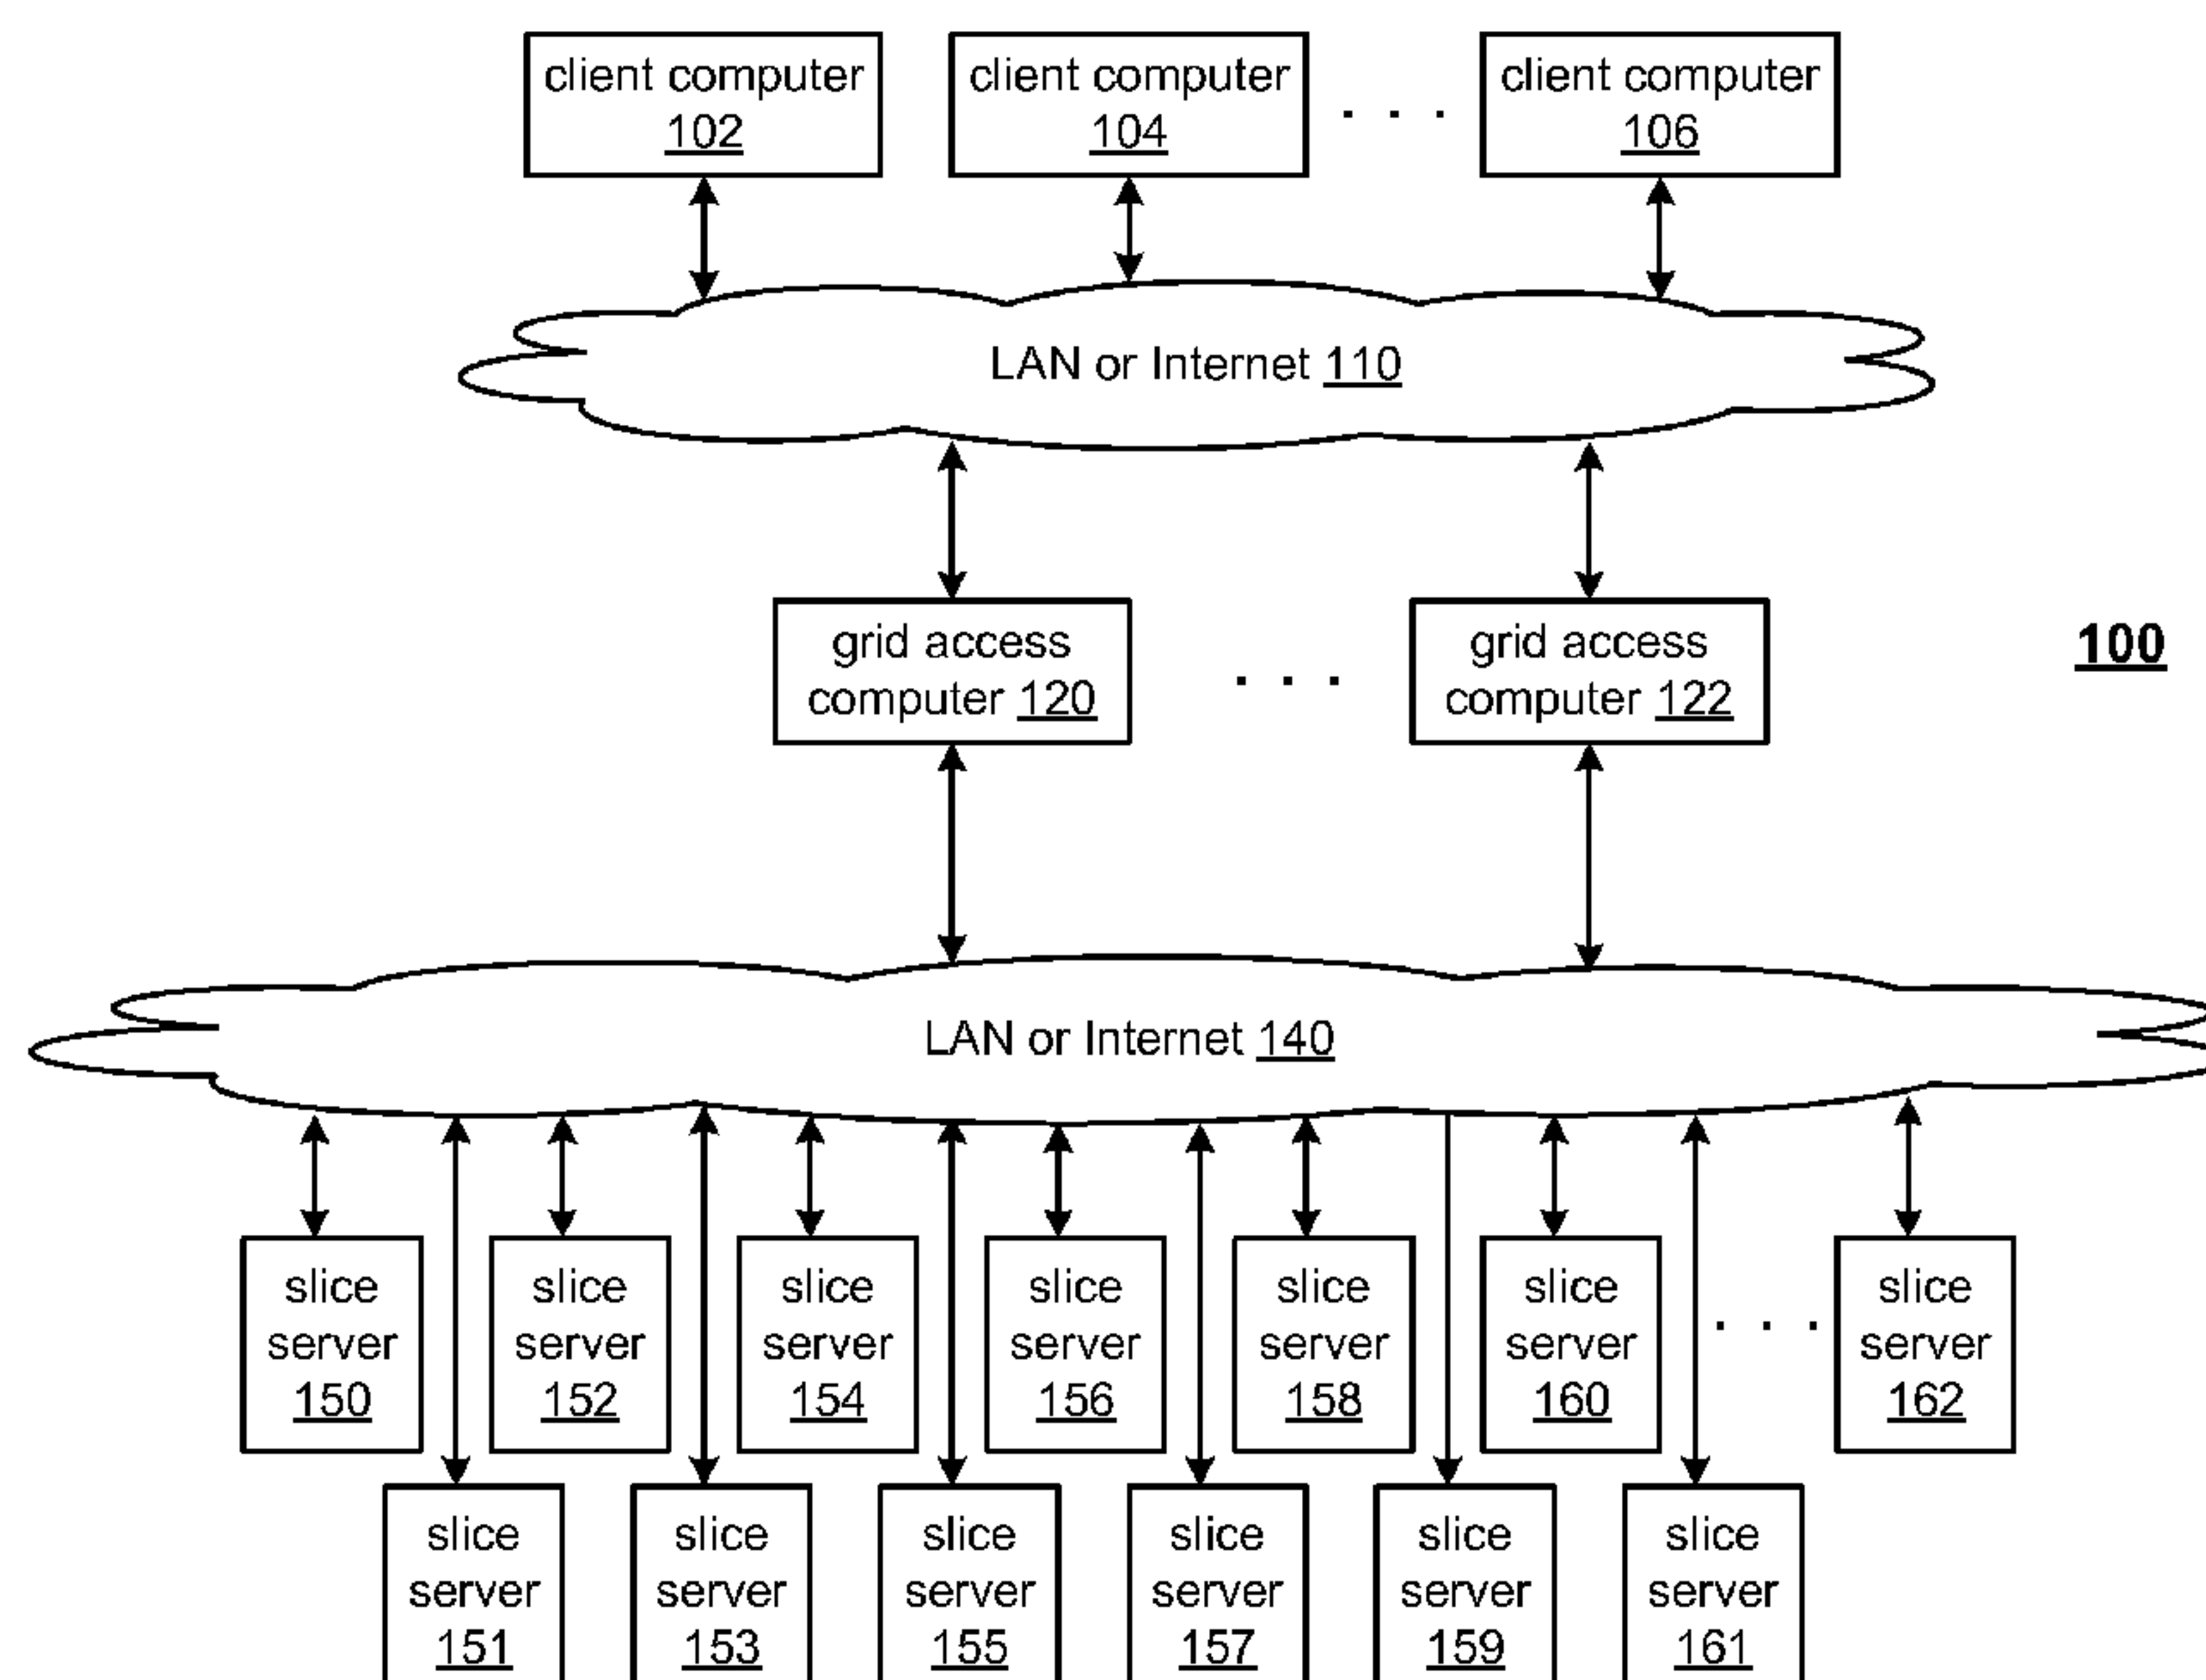 client computer
102
client computer
104
. . .
client computer
106
LAN or Internet 110
grid access
computer 120
. . .
grid access
computer 122
100
LAN or Internet 140
slice
server
150
slice
server
152
slice
server
154
slice
server
156
slice
server
158
slice
server
160
. . .
slice
server
162
slice
server
151
slice
server
153
slice
server
155
slice
server
157
slice
server
159
slice
server
161